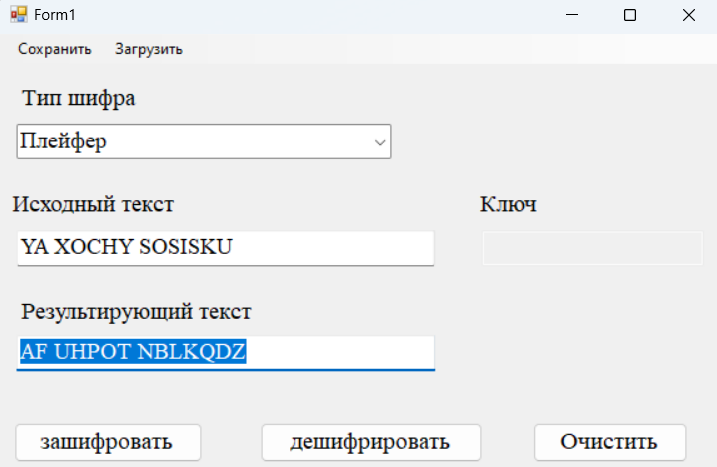 Form1
Сохранить Загрузить
Тип шифра
Плейфер
Исходный текст Ключ
YA XOCHY SOSISKU
Результирующий текст
AF UHPOT NBLKQDZ
зашифровать дешифрировать Очистить